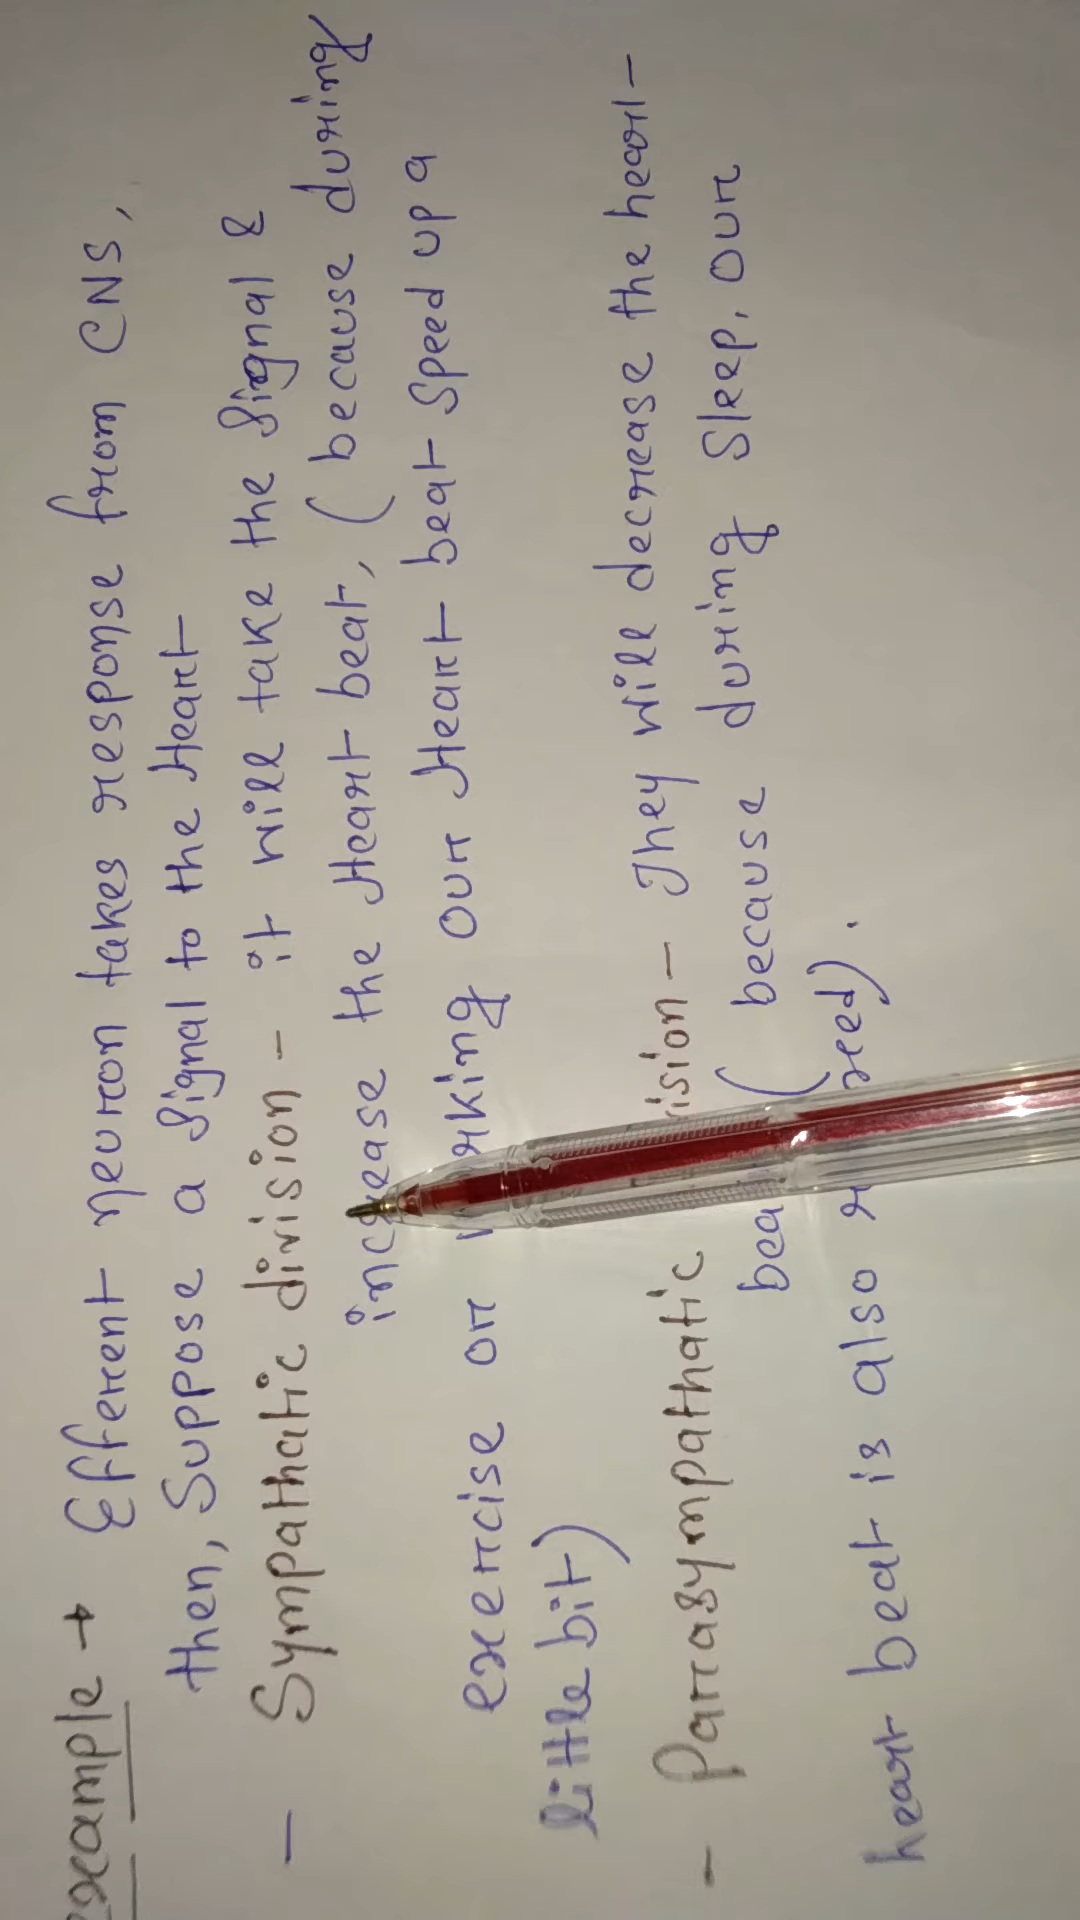 Example →
Efferent neuron takes response from CNS,
then, Suppose a Signal to the Heart
- Sympathatic division - it will take the Signal &
increase the Heart beat, (because during
exercise or working our Heart beat Speed up a
little bit)
- Parrasympathatic division - They will decrease the heart-
bea (because during Sleep, our
heart beat is also